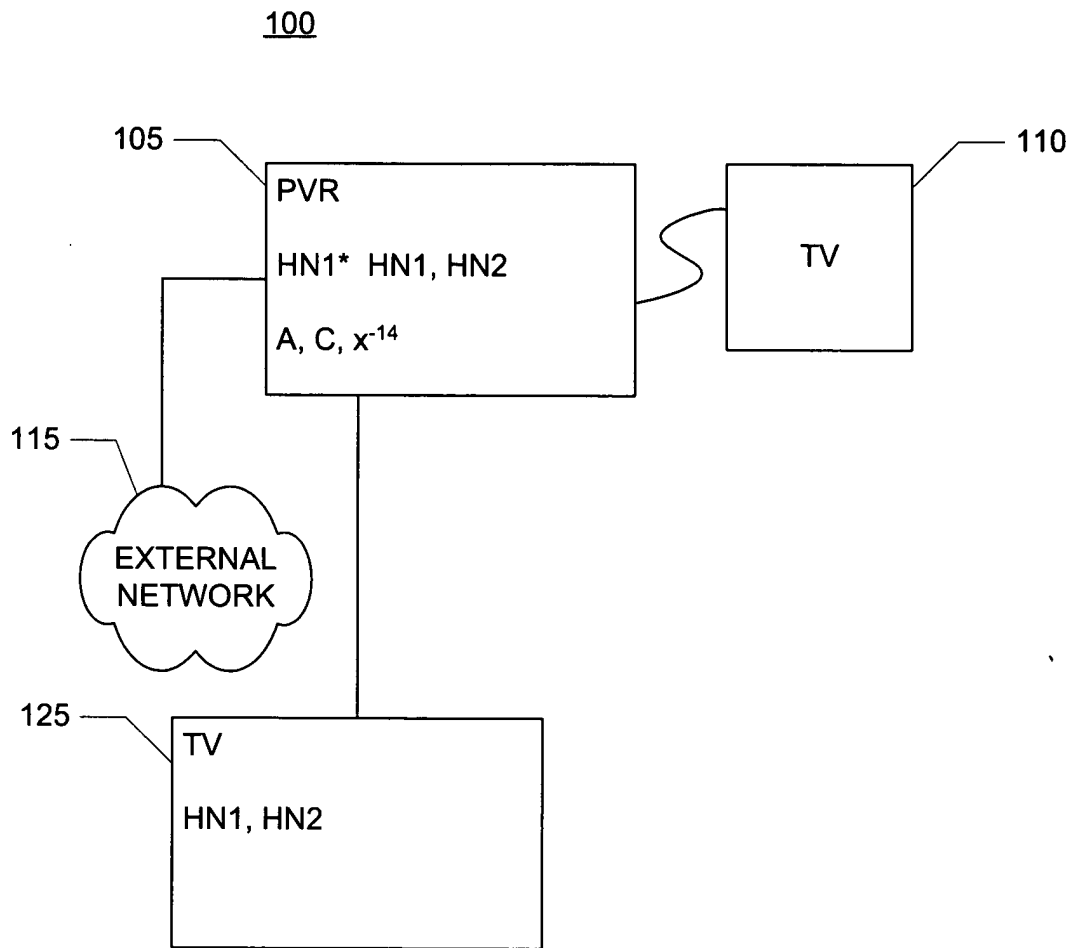 100
105
110
PVR
HN1* HN1, HN2
A, C, x⁻¹⁴
TV
115
EXTERNAL
NETWORK
125
TV
HN1, HN2